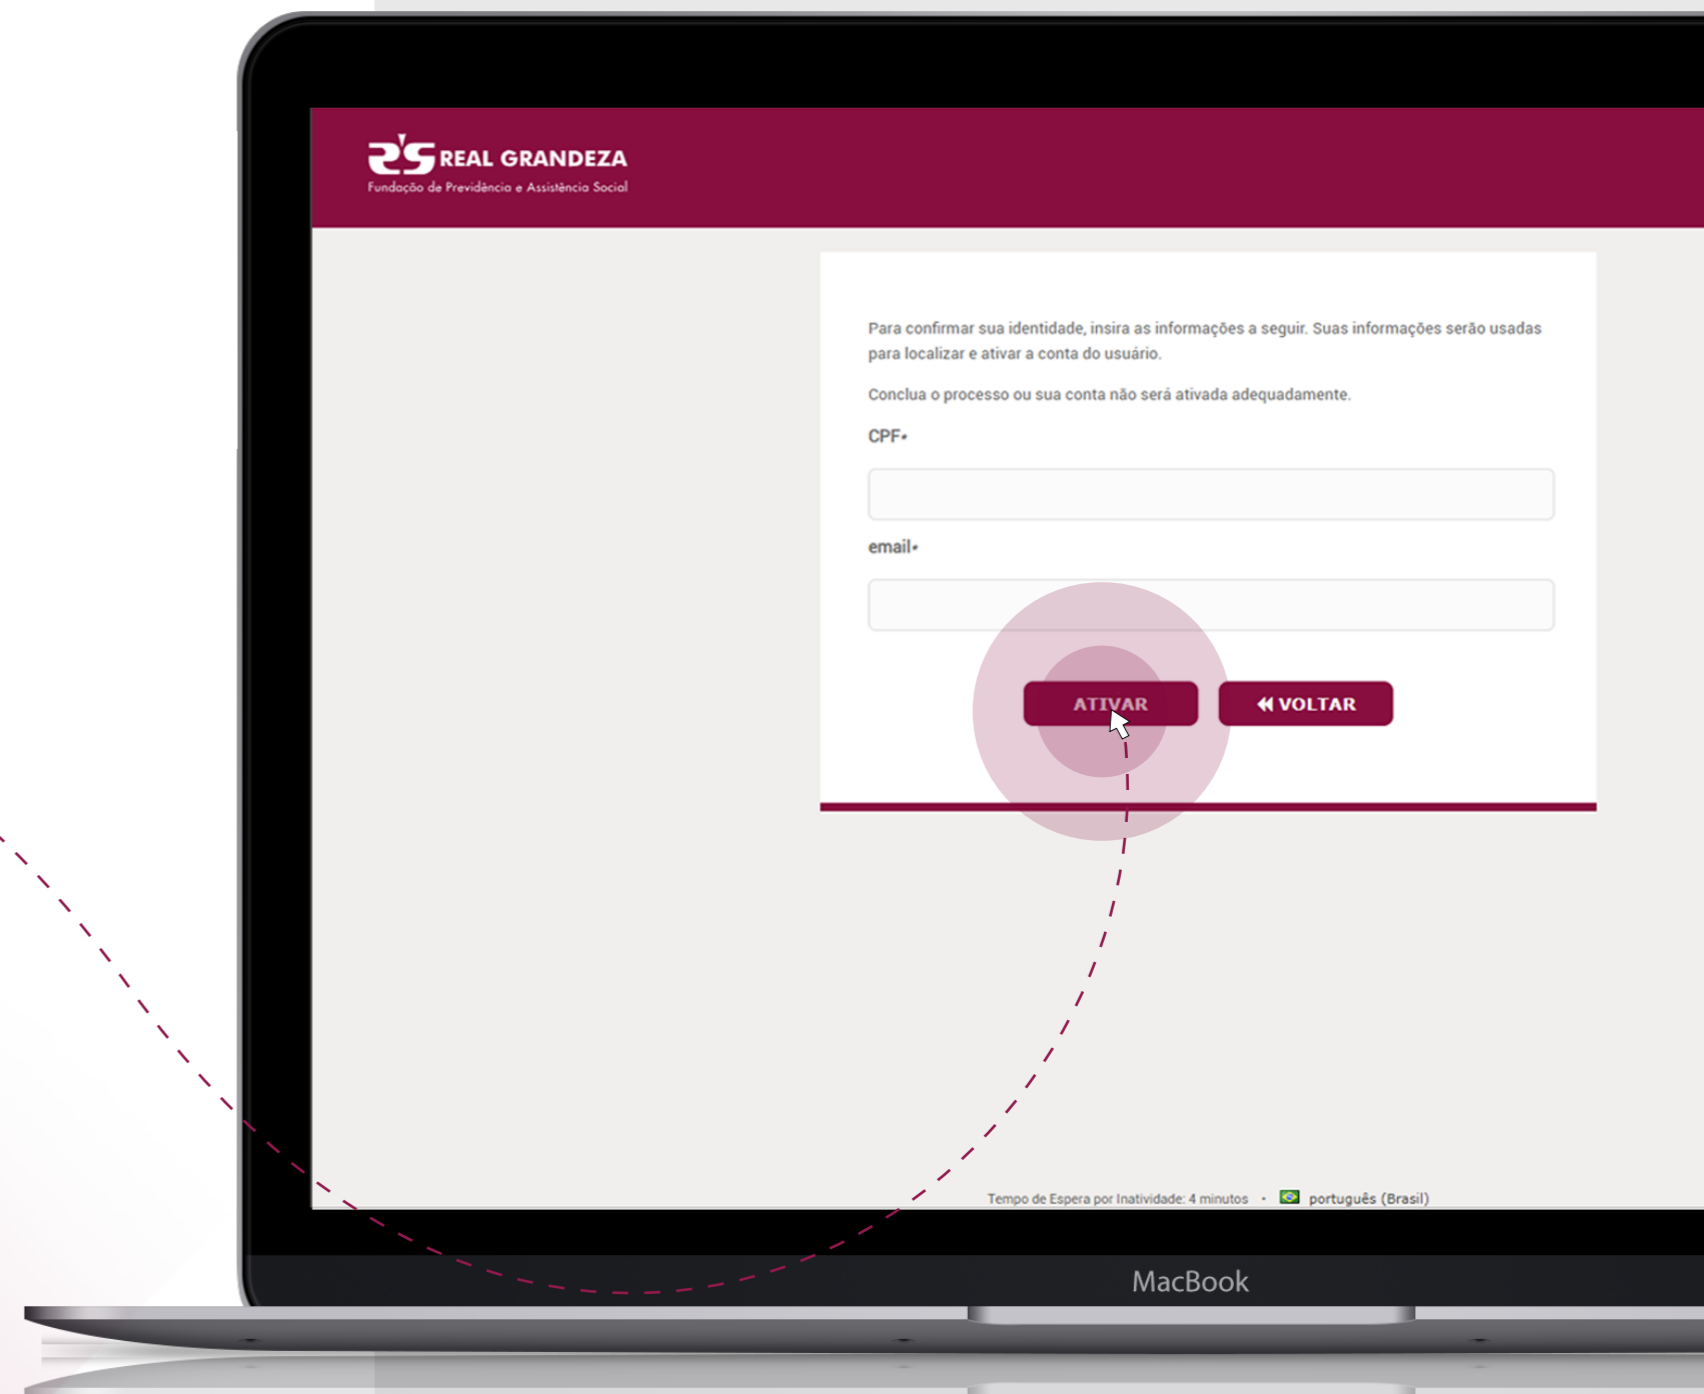 REAL GRANDEZA
Fundação de Previdência e Assistência Social
Para confirmar sua identidade, insira as informações a seguir. Suas informações serão usadas
para localizar e ativar a conta do usuário.
Conclua o processo ou sua conta não será ativada adequadamente.
CPF*
email*
ATIVAR
VOLTAR
Tempo de Espera por Inatividade: 4 minutos · português (Brasil)
MacBook